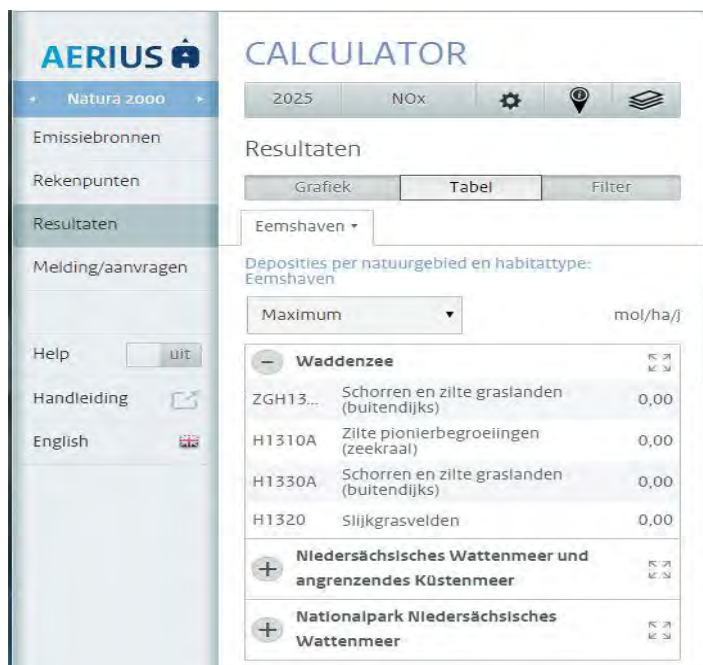 AERIUS
Natura 2000
Emissiebronnen
Rekenpunten
Resultaten
Melding/aanvragen
Help uit
Handleiding
English
CALCULATOR
2025 NOx
Resultaten
Grafiek Tabel Filter
Eemshaven
Deposities per natuurgebied en habitattype:
Eemshaven
Maximum mol/ha/j
Waddenzee
ZGH13... Schorren en zilte graslanden
(buitendijks) 0,00
H1310A Zilte pionierbegroeiingen
(zeekraal) 0,00
H1330A Schorren en zilte graslanden
(buitendijks) 0,00
H1320 Slijkgrasvelden 0,00
Niedersächsisches Wattenmeer und
angrenzendes Küstenmeer
Nationalpark Niedersächsisches
Wattenmeer